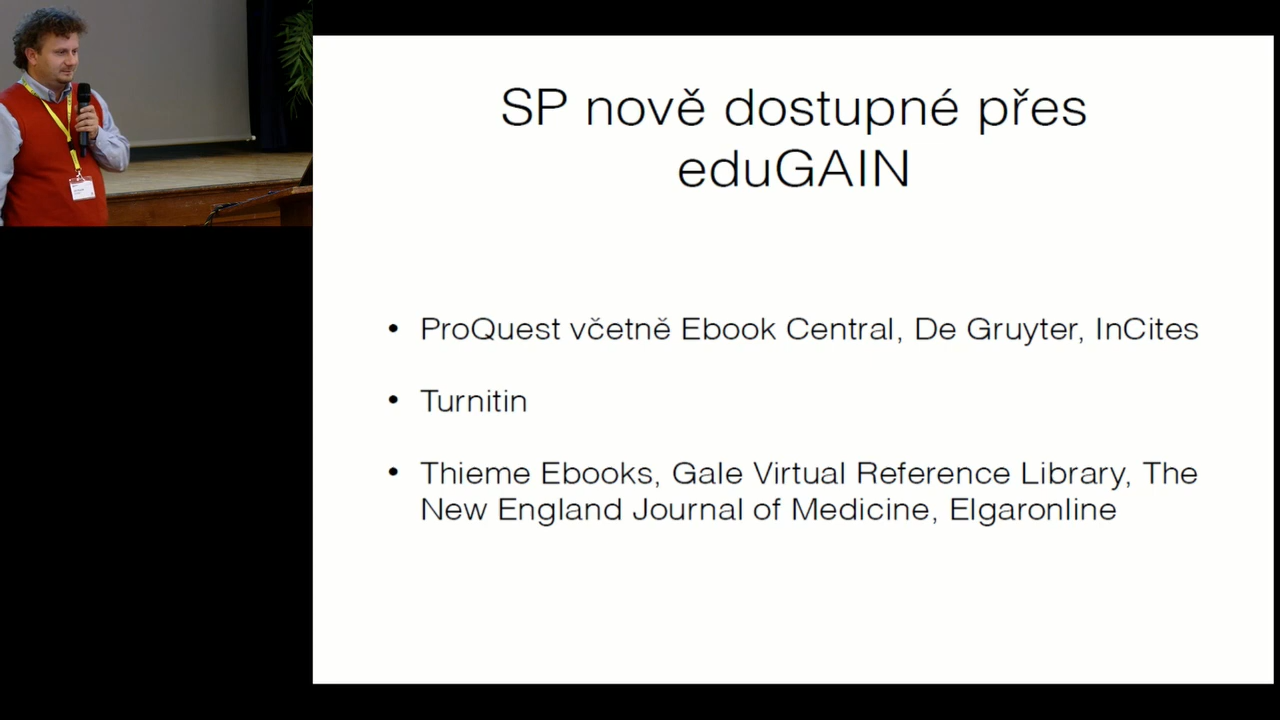 SP nově dostupné přes
eduGAIN
• ProQuest včetně Ebook Central, De Gruyter, InCites
• Turnitin
• Thieme Ebooks, Gale Virtual Reference Library, The
New England Journal of Medicine, Elgaronline